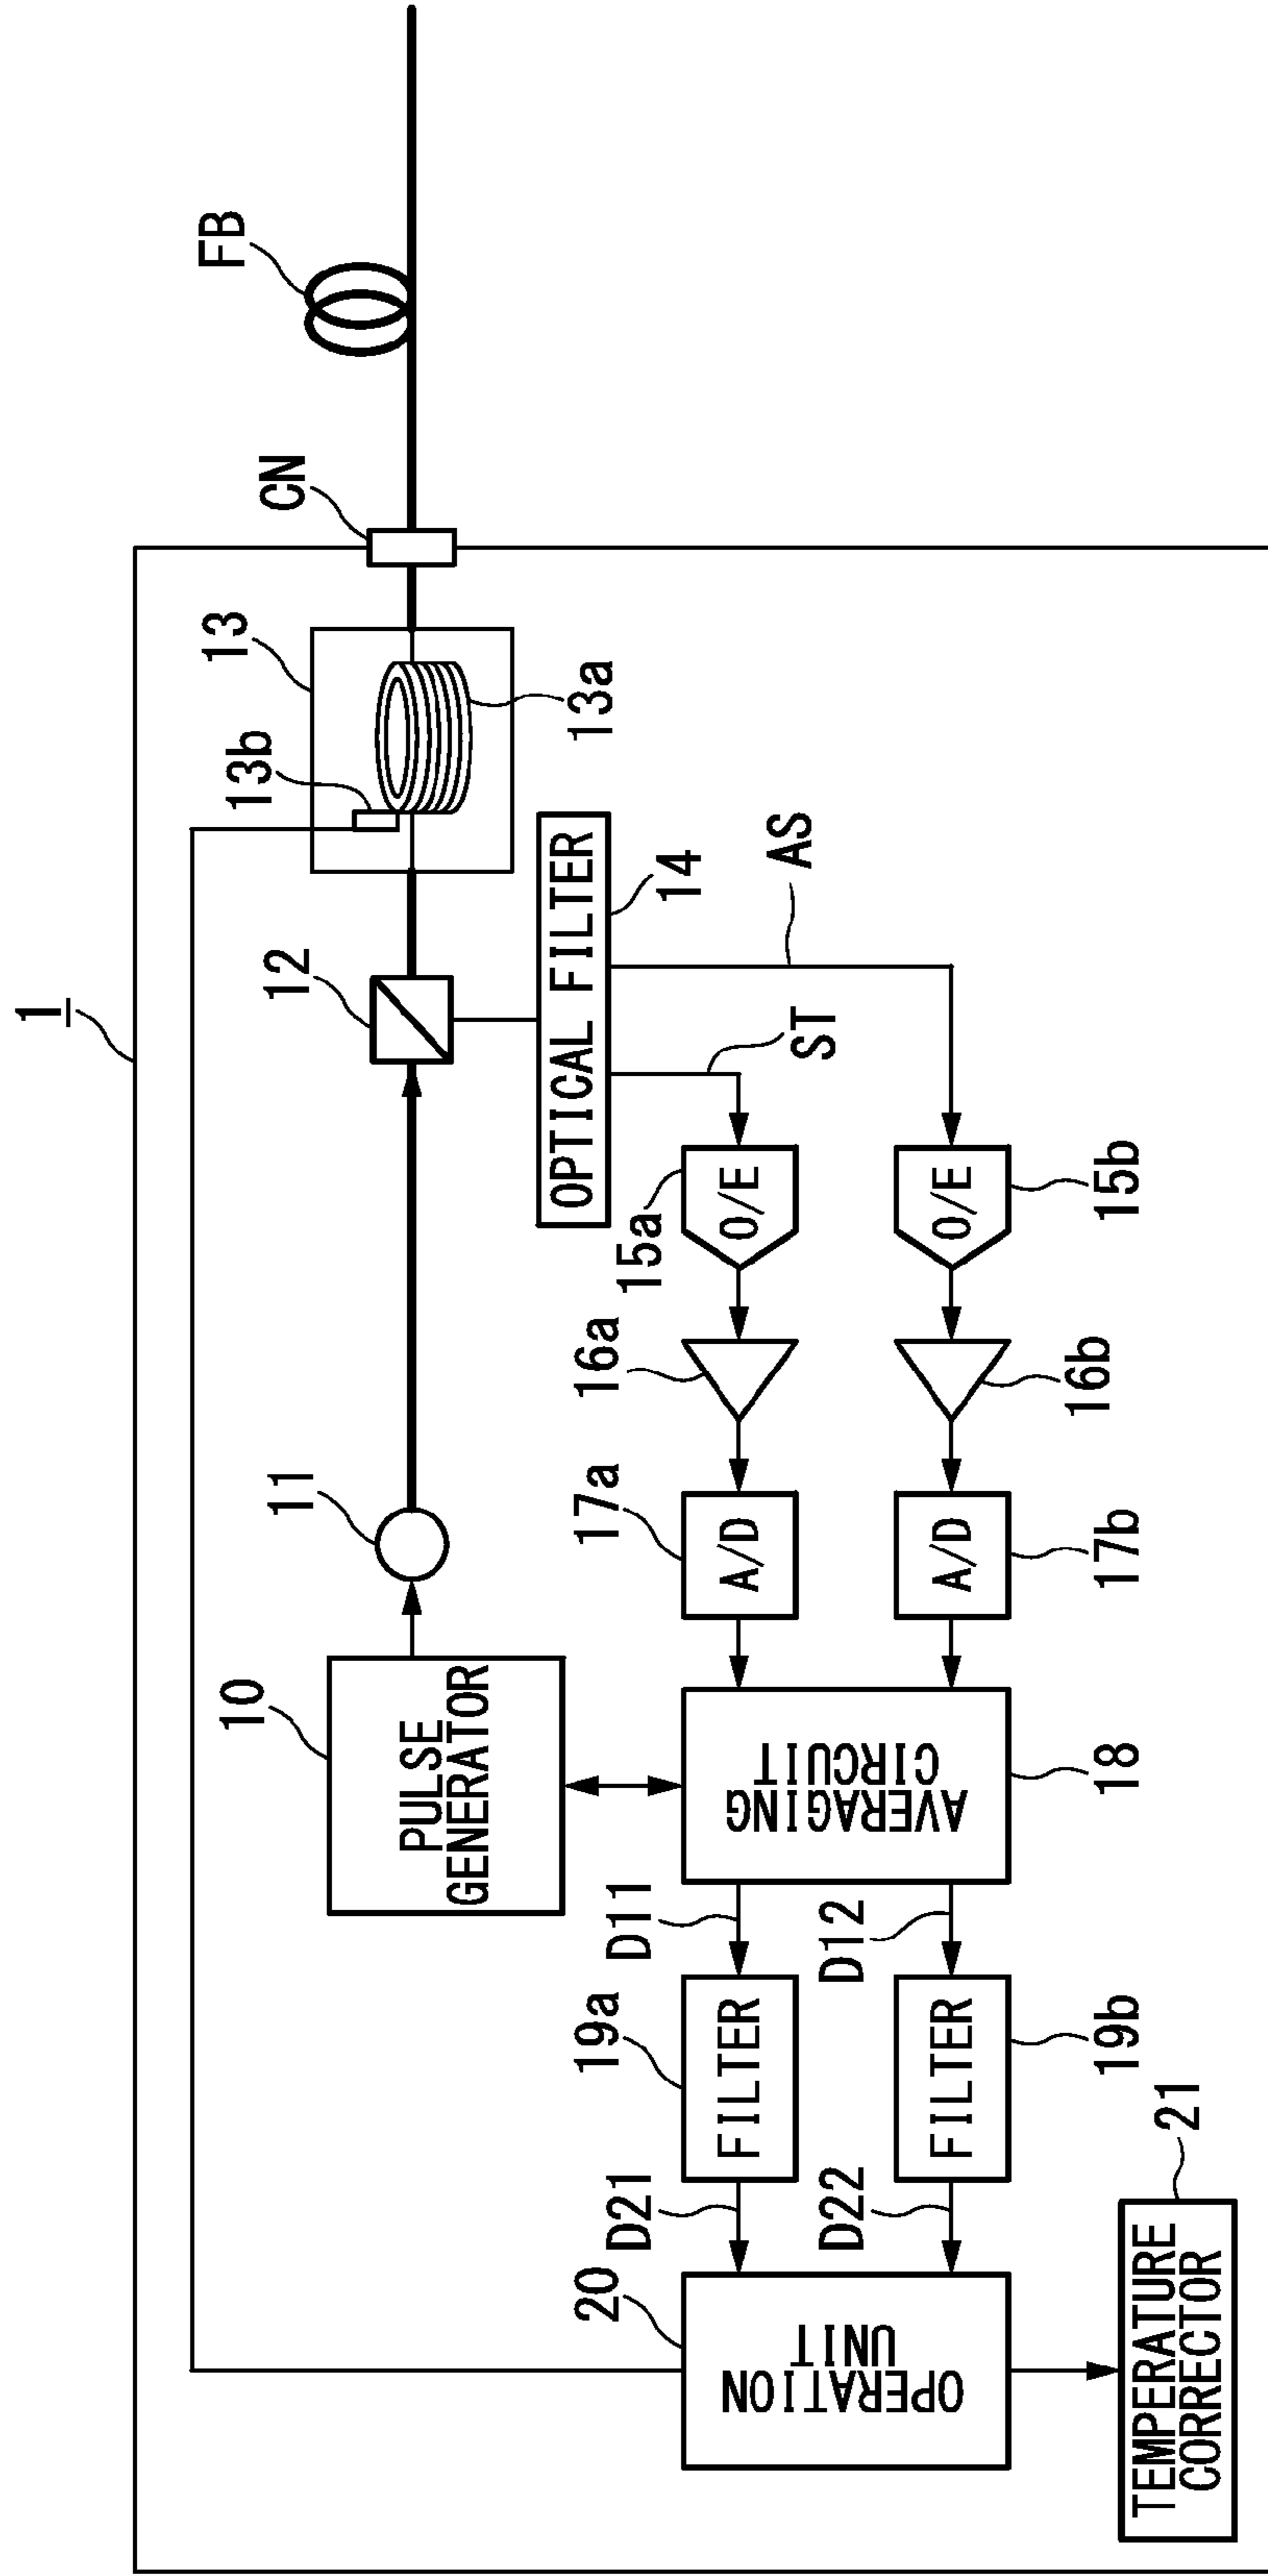 1
FB
CN
13
13b
13a
12
11
10
PULSE
GENERATOR
OPTICAL FILTER
14
AS
ST
15a
O/E
O/E
15b
16a
16b
17a
A/D
A/D
17b
AVERAGING
CIRCUIT
18
D11
D12
19a
FILTER
FILTER
19b
D21
D22
20
OPERATION
UNIT
21
TEMPERATURE
CORRECTOR